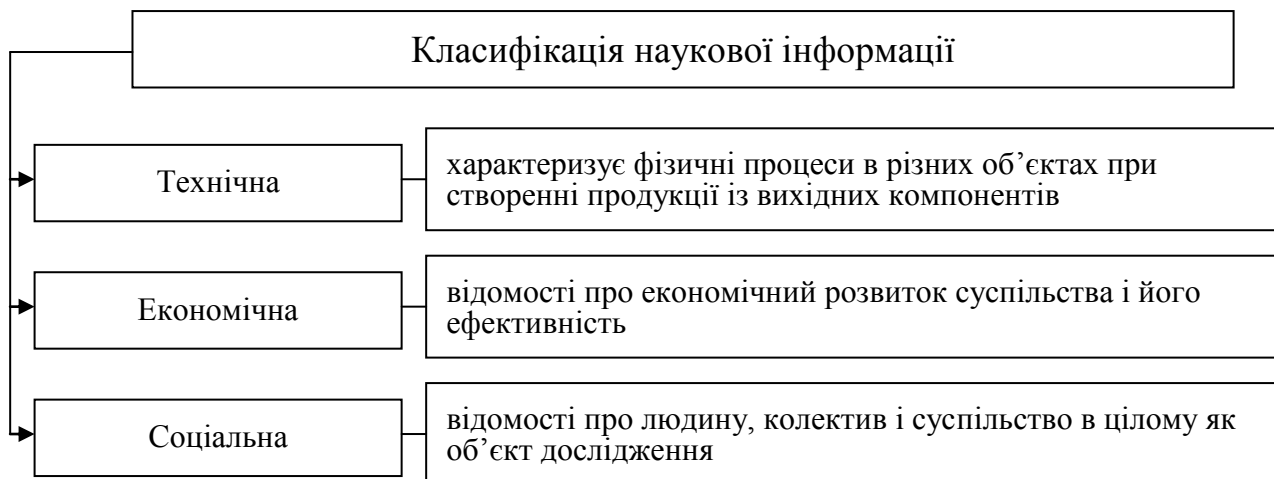 Класифікація наукової інформації
Технічна
характеризує фізичні процеси в різних об’єктах при
створенні продукції із вихідних компонентів
Економічна
відомості про економічний розвиток суспільства і його
ефективність
Соціальна
відомості про людину, колектив і суспільство в цілому як
об’єкт дослідження